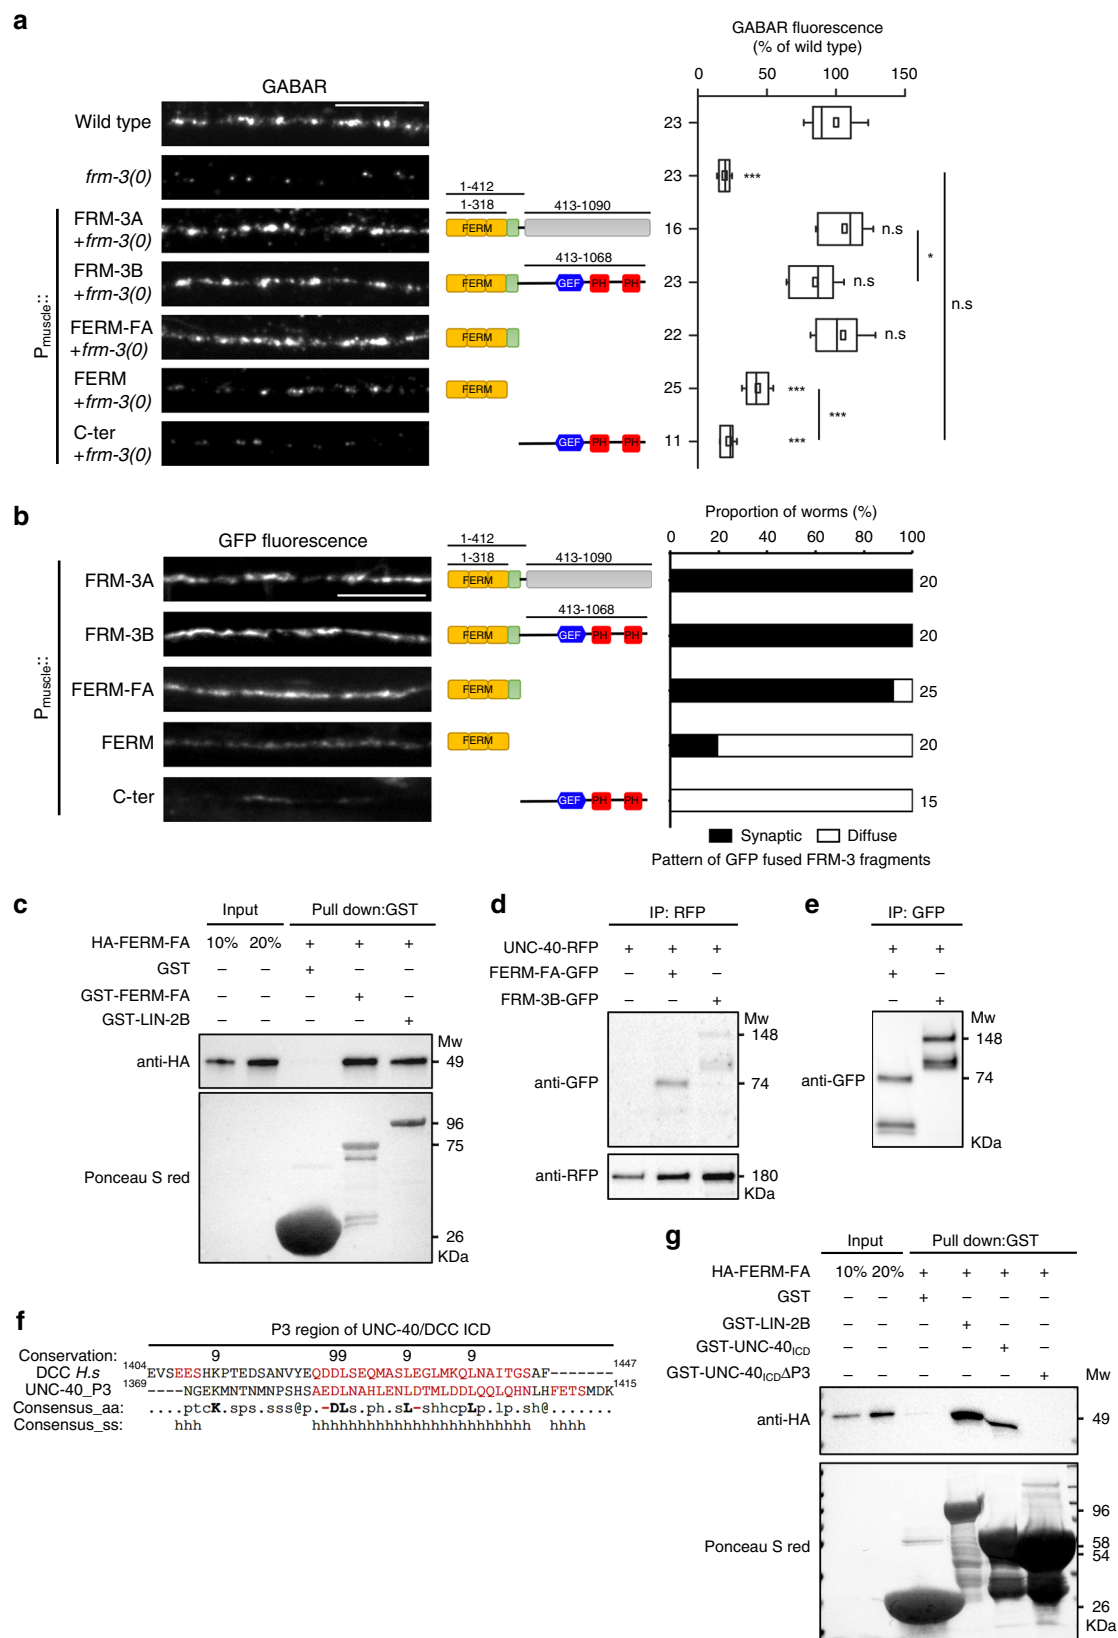 a
GABAR fluorescence
(% of wild type)
0 50 100 150
GABAR
Wild type
23
frm-3(0)
23
***
1-412
1-318
413-1090
FRM-3A
+frm-3(0)
FERM
16
n.s
*
FRM-3B
+frm-3(0)
413-1068
FERM
GEF
PH
PH
23
n.s
n.s
Pmuscle::
FERM-FA
+frm-3(0)
22
n.s
FERM
+frm-3(0)
FERM
25
***
***
C-ter
+frm-3(0)
GEF
PH
PH
11
***
b
Proportion of worms (%)
0 20 40 60 80 100
GFP fluorescence
1-412
1-318
413-1090
FRM-3A
FERM
20
413-1068
FRM-3B
FERM
GEF
PH
PH
20
Pmuscle::
FERM-FA
FERM
25
FERM
FERM
20
C-ter
GEF
PH
PH
15
Synaptic Diffuse
Pattern of GFP fused FRM-3 fragments
c
Input Pull down:GST
HA-FERM-FA 10% 20% + + +
GST – – + – –
GST-FERM-FA – – – + –
GST-LIN-2B – – – – +
Mw
anti-HA
49
96
75
Ponceau S red
26
KDa
d
IP: RFP
UNC-40-RFP + + +
FERM-FA-GFP – + –
FRM-3B-GFP – – +
Mw
148
anti-GFP
74
anti-RFP
180
KDa
e
IP: GFP
+ +
+ –
– +
Mw
148
anti-GFP
74
KDa
f
P3 region of UNC-40/DCC ICD
Conservation: 9 99 9 9
DCC H.s 1404 EVSEESHKPTEDSANVYEQDDLSEQMASLEGLMKQLNAITGSAF------- 1447
UNC-40_P3 1369 ----NGEKMNTNMNPSHSAEDLNAHLENLDTMLDDLQQLQHNLHFETSMDK 1415
Consensus_aa: ....ptcK.sps.sss@p.-DLs.ph.sL-shhcpLp.lp.sh@.......
Consensus_ss: hhh hhhhhhhhhhhhhhhhhhhhhhhhh hhhh
g
Input Pull down:GST
HA-FERM-FA 10% 20% + + + +
GST – – + – – –
GST-LIN-2B – – – + – –
GST-UNC-40ICD – – – – + –
GST-UNC-40ICDΔP3 – – – – – +
Mw
anti-HA
49
96
58
54
Ponceau S red
26
KDa